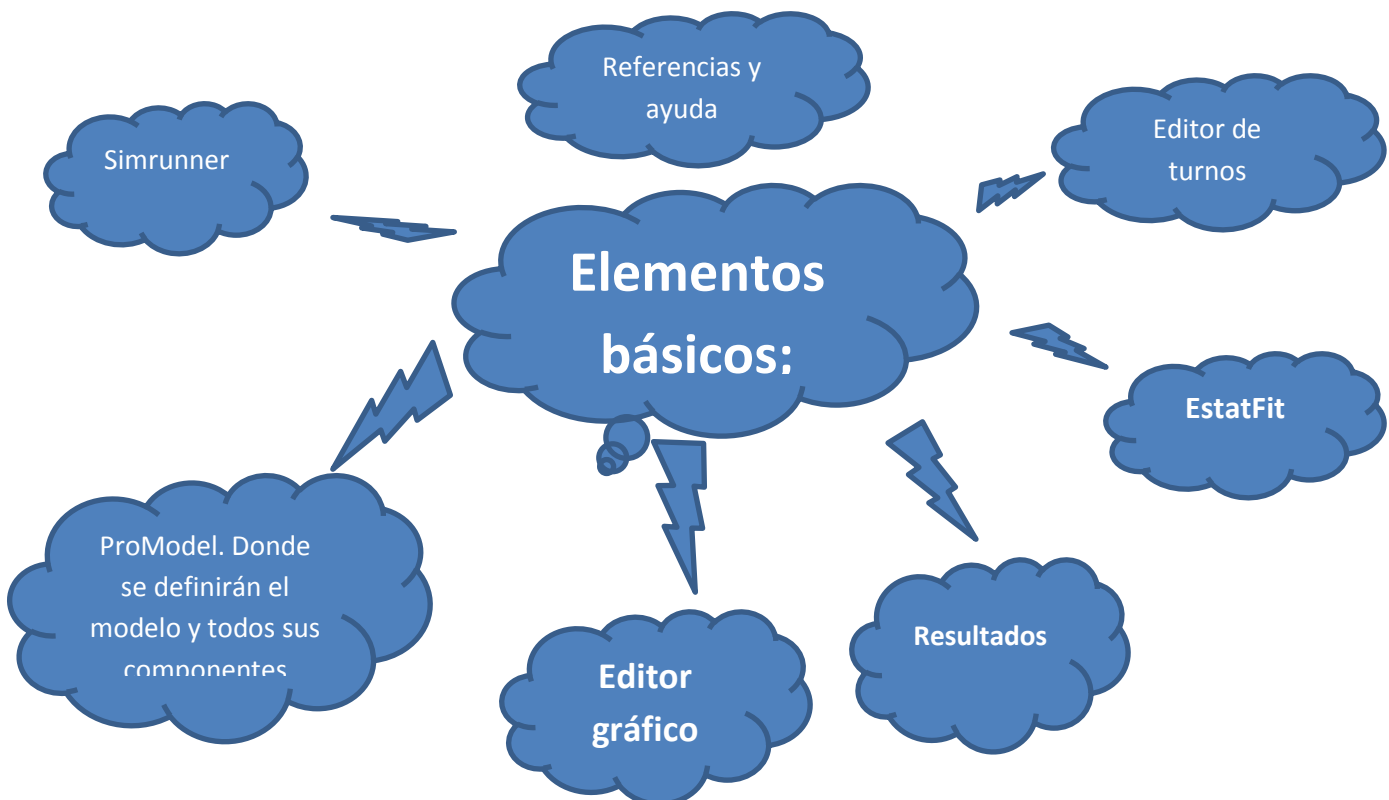 Referencias y
ayuda
Simrunner
Editor de
turnos
Elementos
básicos:
EstatFit
ProModel. Donde
se definirán el
modelo y todos sus
componentes
Resultados
Editor
gráfico